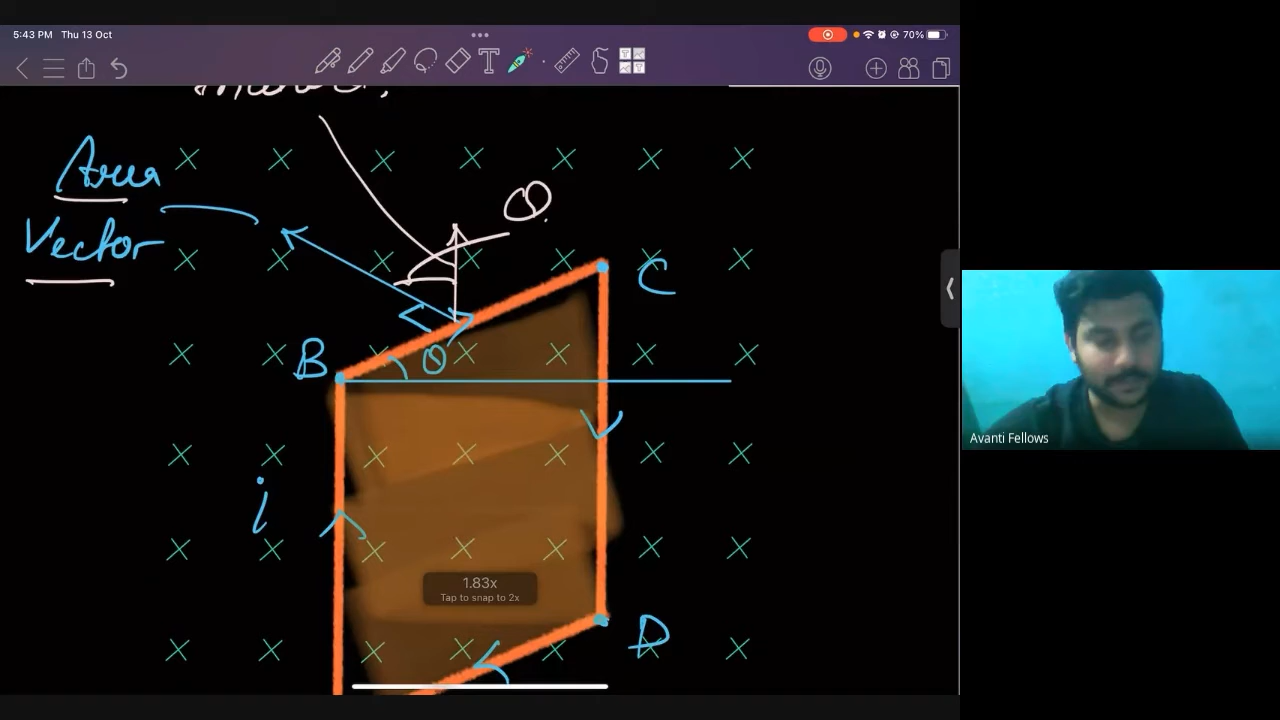 5:43 PM Thu 13 Oct
70%
Area
Vector
θ
C
B
θ
i
1.83x
Tap to snap to 2x
D
Avanti Fellows